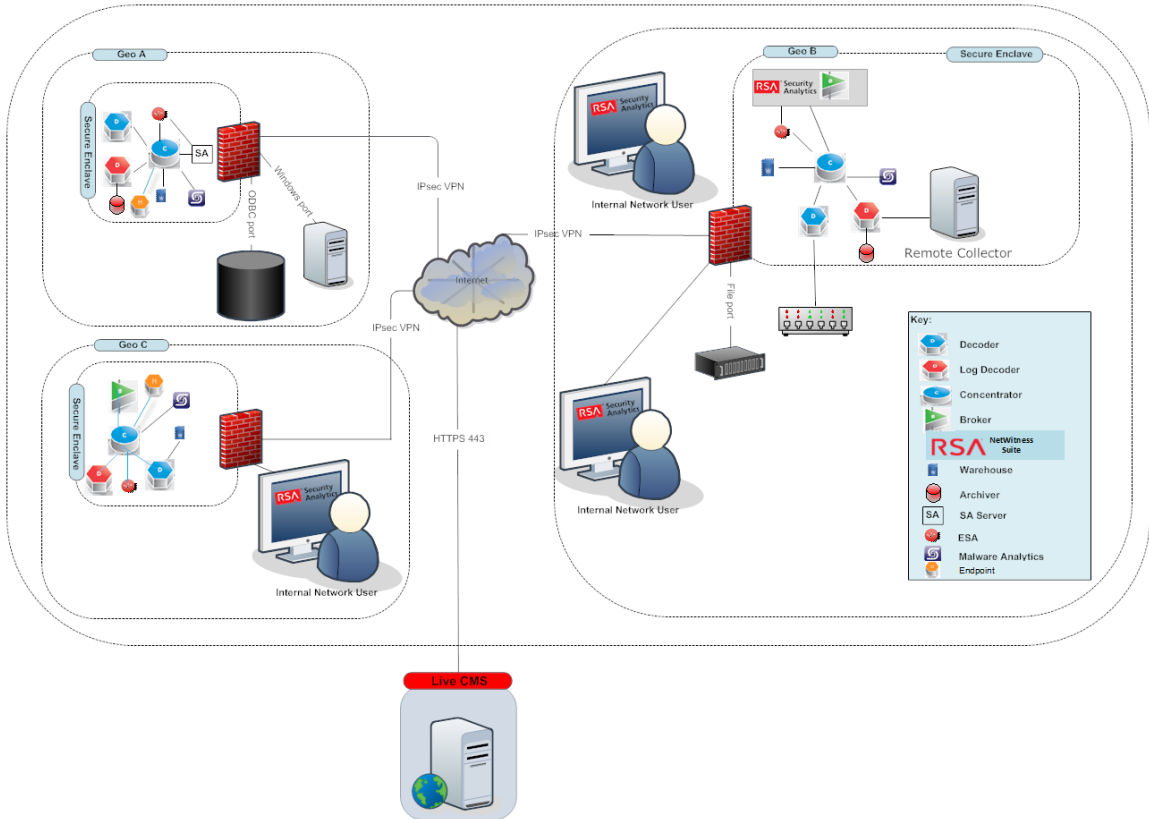 Geo A
Secure Enclave
D
D
C
H
SA
ODBC port
Windows port
IPsec VPN
Internet
IPsec VPN
IPsec VPN
HTTPS 443
Geo C
Secure Enclave
H
C
D
D
RSA Security Analytics
Internal Network User
Live CMS
RSA Security Analytics
Internal Network User
Geo B
Secure Enclave
RSA Security Analytics
B
C
D
D
Remote Collector
File port
RSA Security Analytics
Internal Network User
Key:
D Decoder
D Log Decoder
C Concentrator
B Broker
RSA NetWitness Suite
Warehouse
Archiver
SA SA Server
ESA
Malware Analytics
H Endpoint